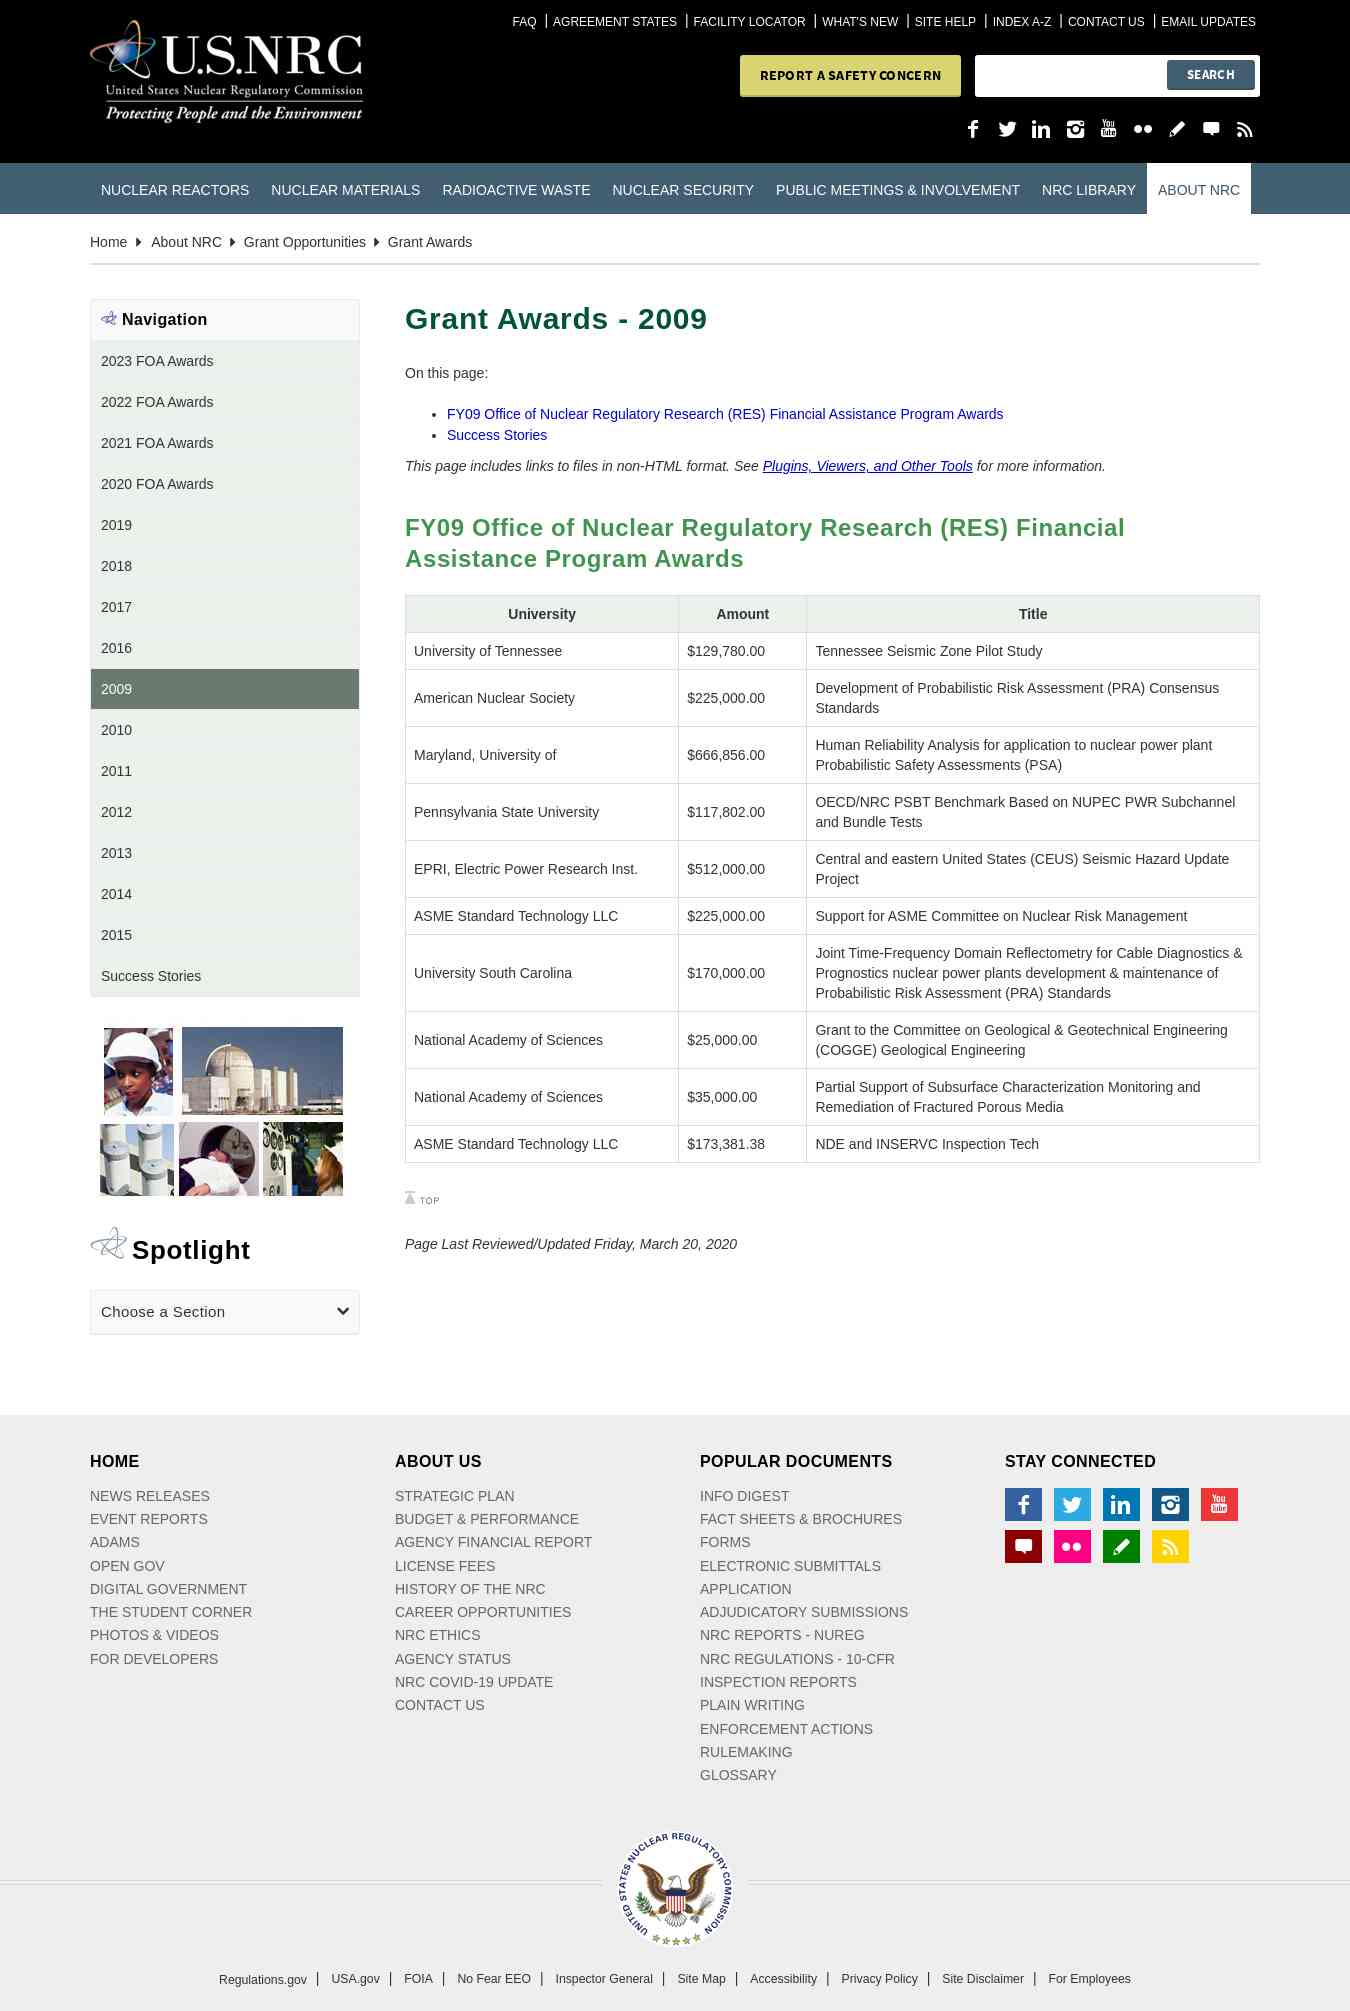 FAQ | AGREEMENT STATES | FACILITY LOCATOR | WHAT'S NEW | SITE HELP | INDEX A-Z | CONTACT US | EMAIL UPDATES
U.S.NRC
United States Nuclear Regulatory Commission
Protecting People and the Environment
REPORT A SAFETY CONCERN
SEARCH
NUCLEAR REACTORS NUCLEAR MATERIALS RADIOACTIVE WASTE NUCLEAR SECURITY PUBLIC MEETINGS & INVOLVEMENT NRC LIBRARY ABOUT NRC
Home About NRC Grant Opportunities Grant Awards
Navigation
2023 FOA Awards
2022 FOA Awards
2021 FOA Awards
2020 FOA Awards
2019
2018
2017
2016
2009
2010
2011
2012
2013
2014
2015
Success Stories
Spotlight
Choose a Section
Grant Awards - 2009
On this page:
• FY09 Office of Nuclear Regulatory Research (RES) Financial Assistance Program Awards
• Success Stories
This page includes links to files in non-HTML format. See Plugins, Viewers, and Other Tools for more information.
FY09 Office of Nuclear Regulatory Research (RES) Financial
Assistance Program Awards
University Amount Title
University of Tennessee $129,780.00 Tennessee Seismic Zone Pilot Study
American Nuclear Society $225,000.00 Development of Probabilistic Risk Assessment (PRA) Consensus
Standards
Maryland, University of $666,856.00 Human Reliability Analysis for application to nuclear power plant
Probabilistic Safety Assessments (PSA)
Pennsylvania State University $117,802.00 OECD/NRC PSBT Benchmark Based on NUPEC PWR Subchannel
and Bundle Tests
EPRI, Electric Power Research Inst. $512,000.00 Central and eastern United States (CEUS) Seismic Hazard Update
Project
ASME Standard Technology LLC $225,000.00 Support for ASME Committee on Nuclear Risk Management
University South Carolina $170,000.00 Joint Time-Frequency Domain Reflectometry for Cable Diagnostics &
Prognostics nuclear power plants development & maintenance of
Probabilistic Risk Assessment (PRA) Standards
National Academy of Sciences $25,000.00 Grant to the Committee on Geological & Geotechnical Engineering
(COGGE) Geological Engineering
National Academy of Sciences $35,000.00 Partial Support of Subsurface Characterization Monitoring and
Remediation of Fractured Porous Media
ASME Standard Technology LLC $173,381.38 NDE and INSERVC Inspection Tech
TOP
Page Last Reviewed/Updated Friday, March 20, 2020
HOME
NEWS RELEASES
EVENT REPORTS
ADAMS
OPEN GOV
DIGITAL GOVERNMENT
THE STUDENT CORNER
PHOTOS & VIDEOS
FOR DEVELOPERS
ABOUT US
STRATEGIC PLAN
BUDGET & PERFORMANCE
AGENCY FINANCIAL REPORT
LICENSE FEES
HISTORY OF THE NRC
CAREER OPPORTUNITIES
NRC ETHICS
AGENCY STATUS
NRC COVID-19 UPDATE
CONTACT US
POPULAR DOCUMENTS
INFO DIGEST
FACT SHEETS & BROCHURES
FORMS
ELECTRONIC SUBMITTALS
APPLICATION
ADJUDICATORY SUBMISSIONS
NRC REPORTS - NUREG
NRC REGULATIONS - 10-CFR
INSPECTION REPORTS
PLAIN WRITING
ENFORCEMENT ACTIONS
RULEMAKING
GLOSSARY
STAY CONNECTED
You Tube
UNITED STATES NUCLEAR REGULATORY COMMISSION
Regulations.gov | USA.gov | FOIA | No Fear EEO | Inspector General | Site Map | Accessibility | Privacy Policy | Site Disclaimer | For Employees